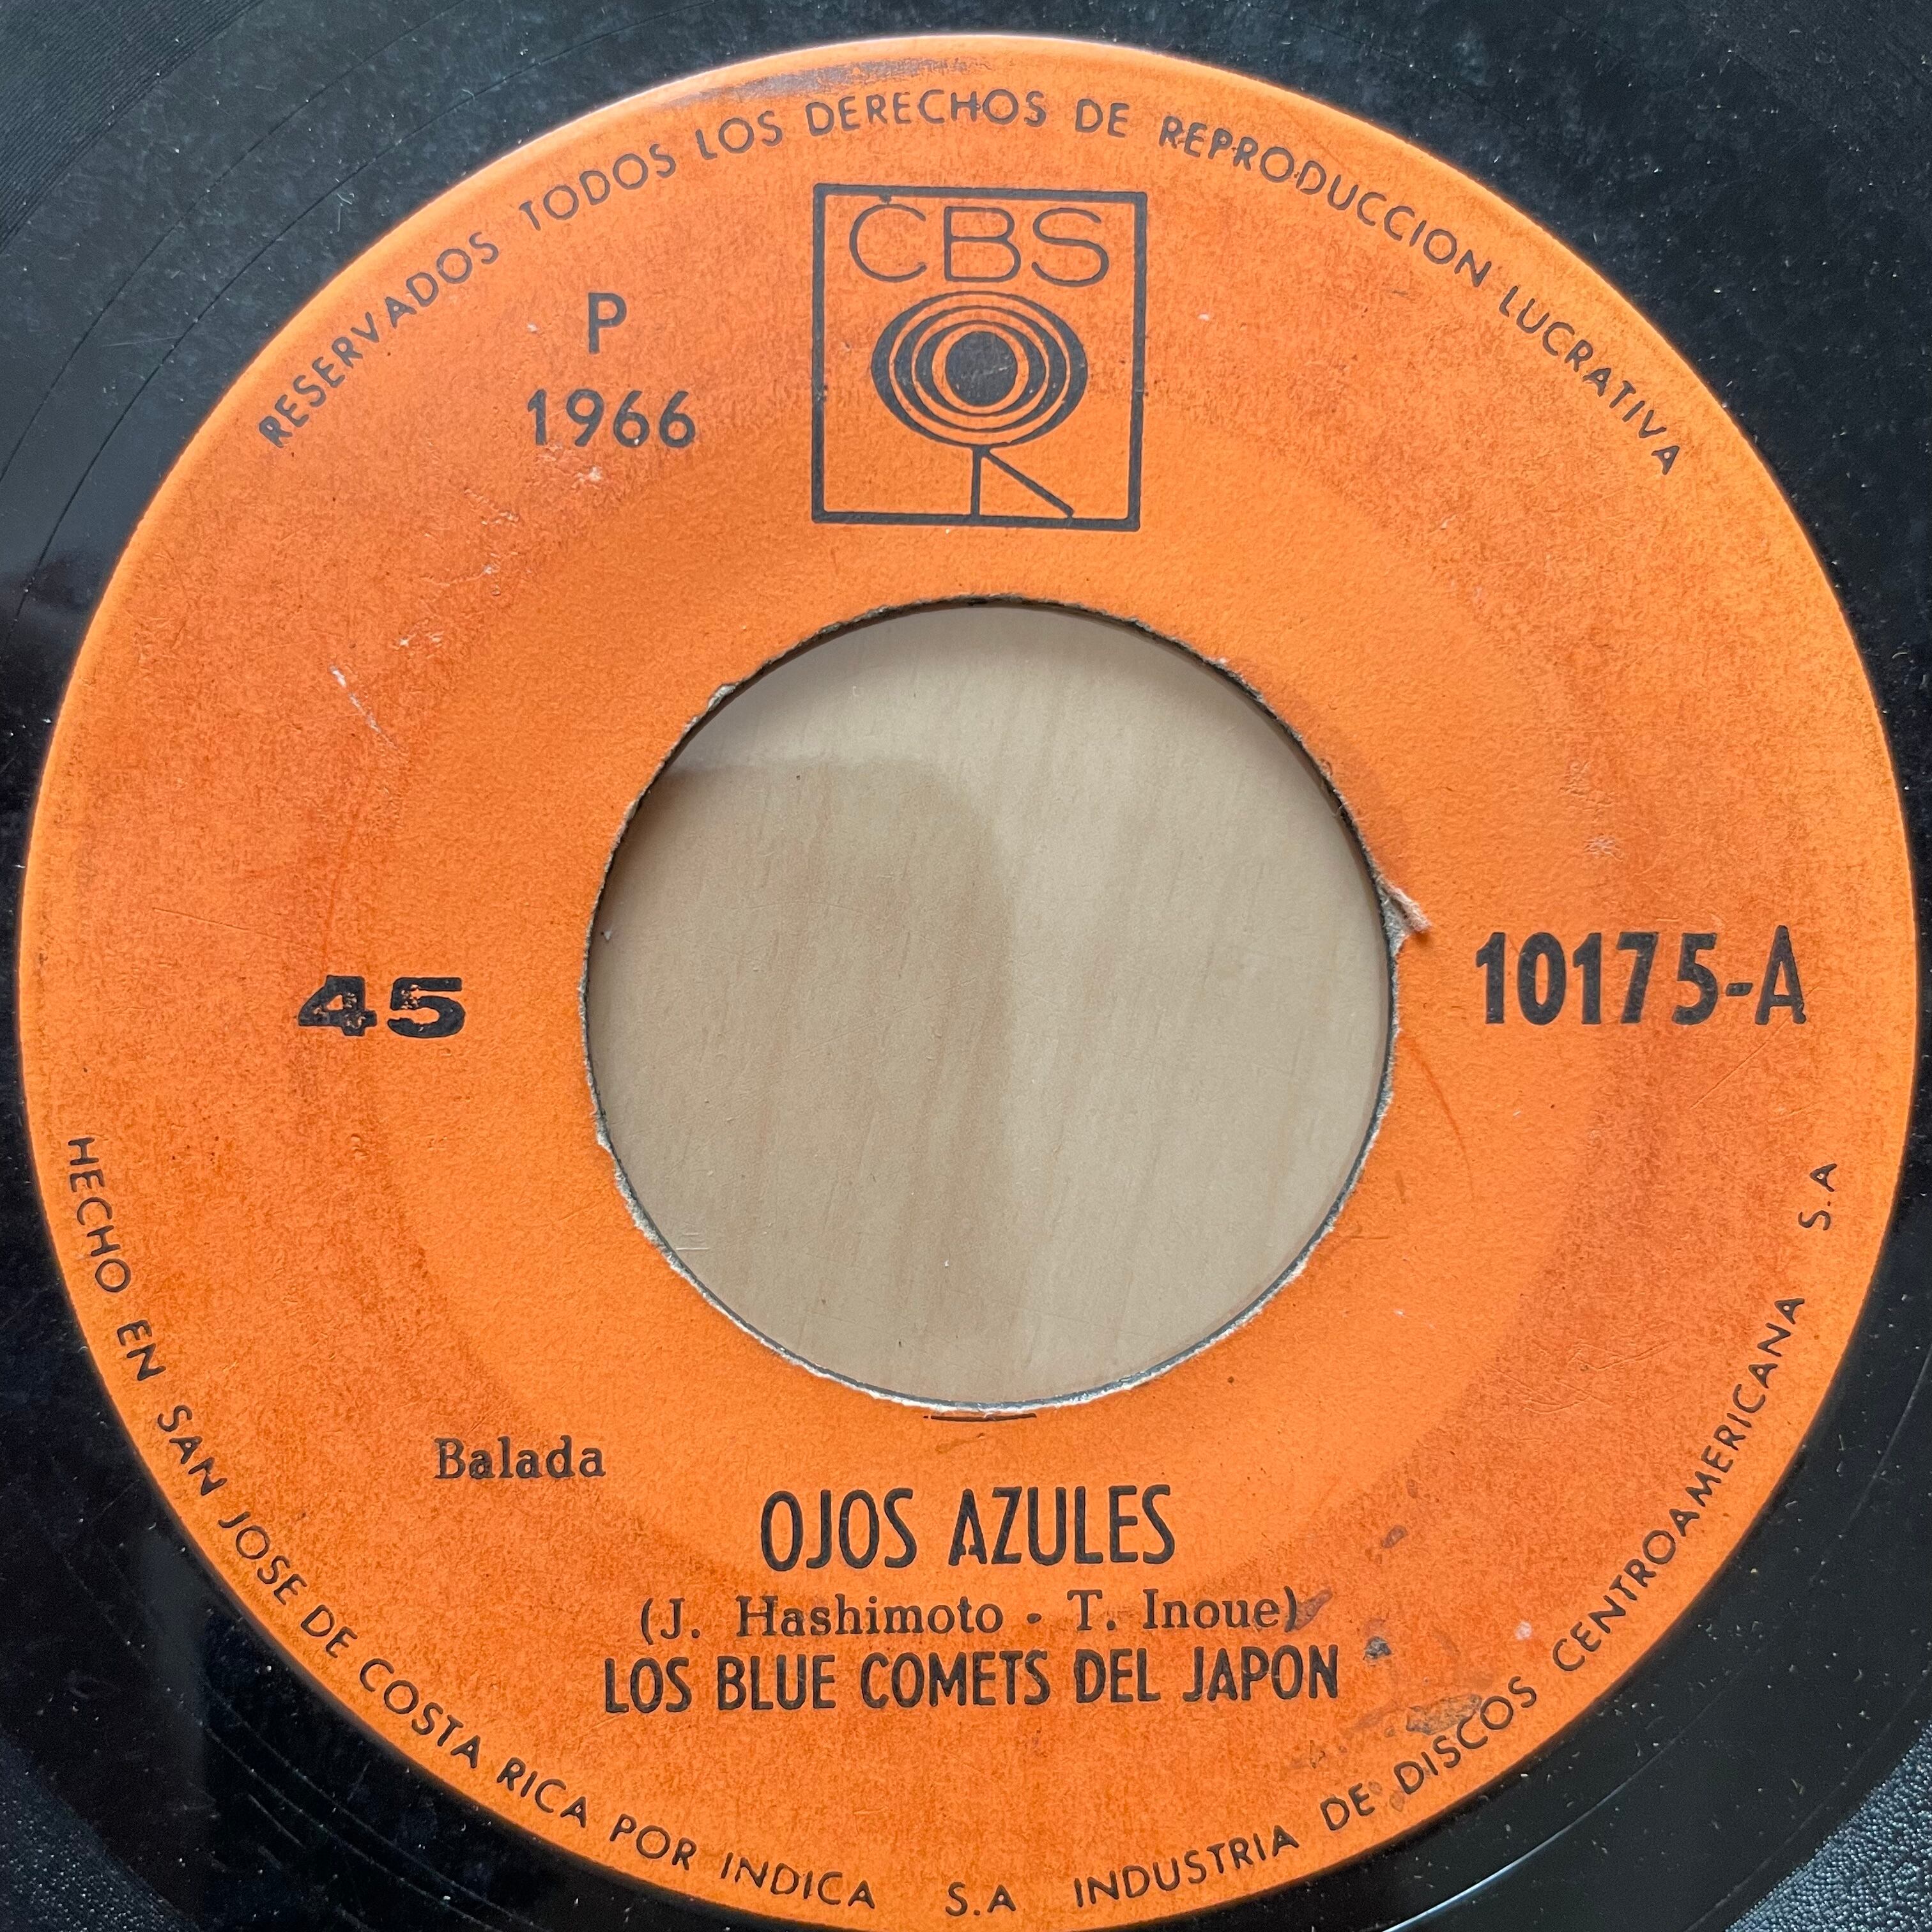 RESERVADOS TODOS LOS DERECHOS DE REPRODUCCION LUCRATIVA
CBS
P
1966
45
10175-A
Balada
OJOS AZULES
(J. Hashimoto - T. Inoue)
LOS BLUE COMETS DEL JAPON
HECHO EN SAN JOSE DE COSTA RICA POR INDICA S.A INDUSTRIA DE DISCOS CENTROAMERICANA S.A